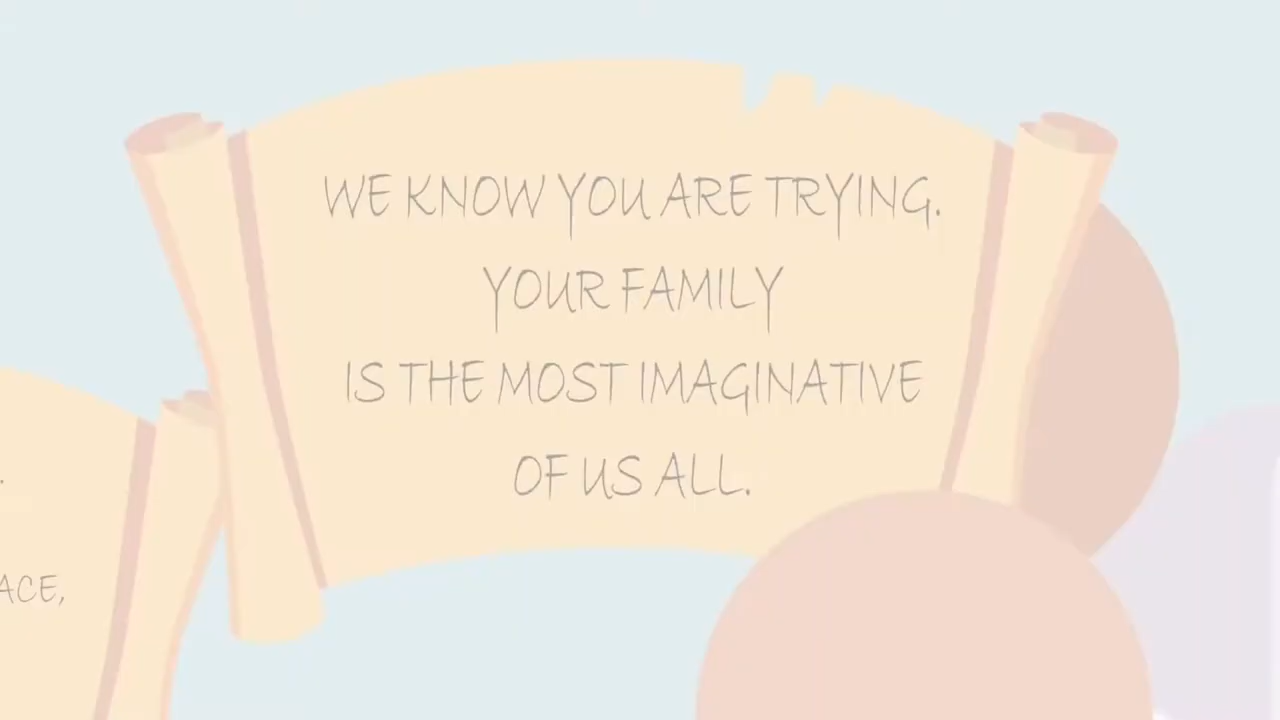 WE KNOW YOU ARE TRYING.
YOUR FAMILY
IS THE MOST IMAGINATIVE
OF US ALL.
ACE,